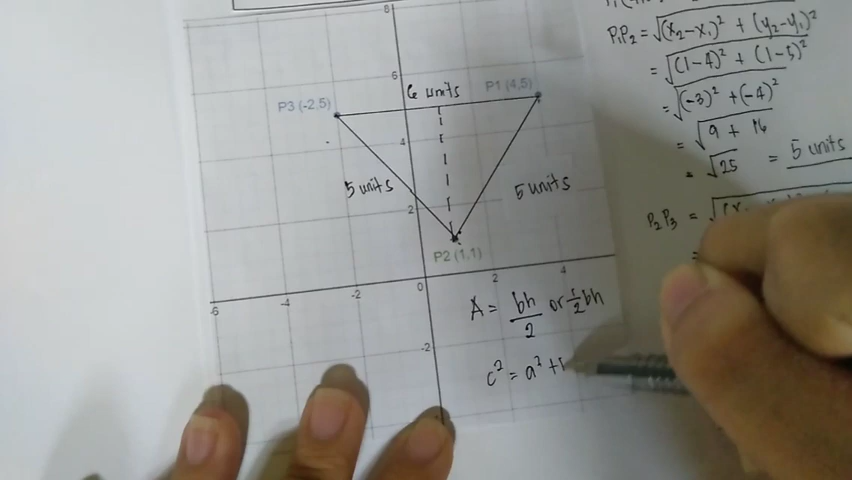 8
6
4
2
0
-2
-6
-4
-2
2
4
P3 (-2,5)
6 units
P1 (4,5)
5 units
5 units
P2 (1,1)
A = bh/2 or 1/2 bh
c² = a² +
P₁P₂ = √(x₂-x₁)² + (y₂-y₁)²
= √(1-4)² + (1-5)²
= √(-3)² + (-4)²
= √9 + 16
= √25 = 5 units
P₂P₃ =
=